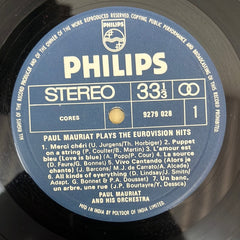 ALL RIGHTS OF THE MANUFACTURER AND OF THE OWNER OF THE RECORDED WORK RESERVED UNAUTHORISED COPYING, PUBLIC PERFORMANCE AND BROADCASTING OF THIS RECORD PROHIBITED
PHILIPS
PHILIPS
STEREO 33⅓
CORES 9279 028 1
PAUL MAURIAT PLAYS THE EUROVISION HITS
1. Merci chéri (U. Jurgens/Th. Horbiger) 2. Puppet
on a string (P. Coulter/B. Martin) 3. L'amour est
bleu (Love is blue) (A. Popp/P. Cour) 4. La source
(G. Bonnet) 5. Vivo Cantando (Alors je
chante) (J. Barcons/M.J. de Canrato/A. Alcade)
6. All kinds of everything (D. Lindsay/J. Smith/
Adapt. G. Bonnet & P.A. Dousset) 7. Un banc,
un arbre, une rue (J.P. Bourtayre/Y. Dassca)
PAUL MAURIAT
AND HIS ORCHESTRA
MFD IN INDIA BY POLYDOR OF INDIA LIMITED.